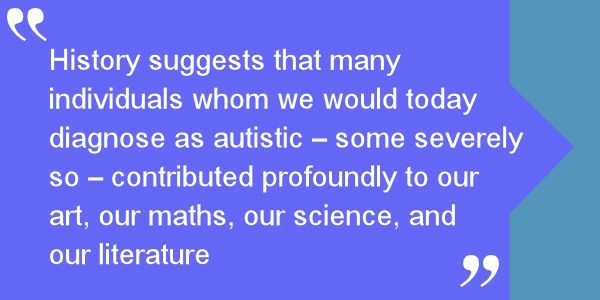 “
History suggests that many
individuals whom we would today
diagnose as autistic – some severely
so – contributed profoundly to our
art, our maths, our science, and
our literature
”